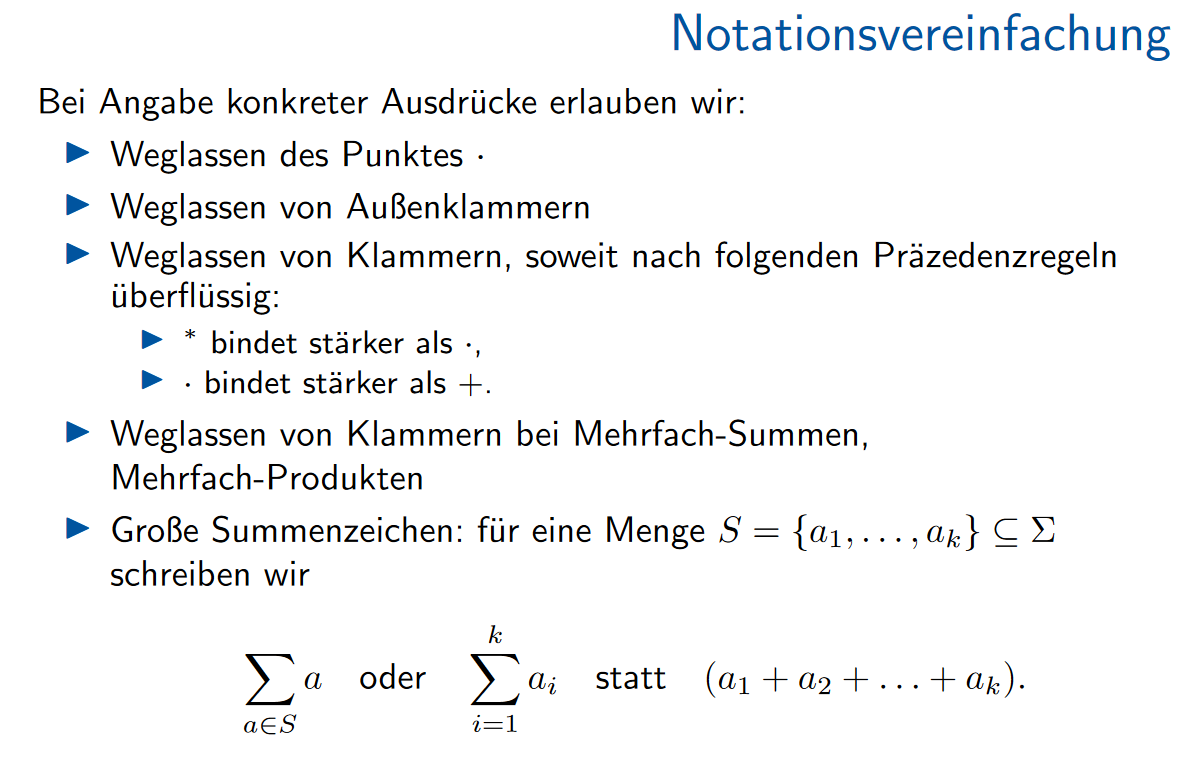 Notationsvereinfachung
Bei Angabe konkreter Ausdrücke erlauben wir:
▶ Weglassen des Punktes ·
▶ Weglassen von Außenklammern
▶ Weglassen von Klammern, soweit nach folgenden Präzedenzregeln
überflüssig:
▶ * bindet stärker als ·,
▶ · bindet stärker als +.
▶ Weglassen von Klammern bei Mehrfach-Summen,
Mehrfach-Produkten
▶ Große Summenzeichen: für eine Menge $S = \{a_1, \ldots, a_k\} \subseteq \Sigma$
schreiben wir
$\sum_{a \in S} a$ oder $\sum_{i=1}^{k} a_i$ statt $(a_1 + a_2 + \ldots + a_k)$.